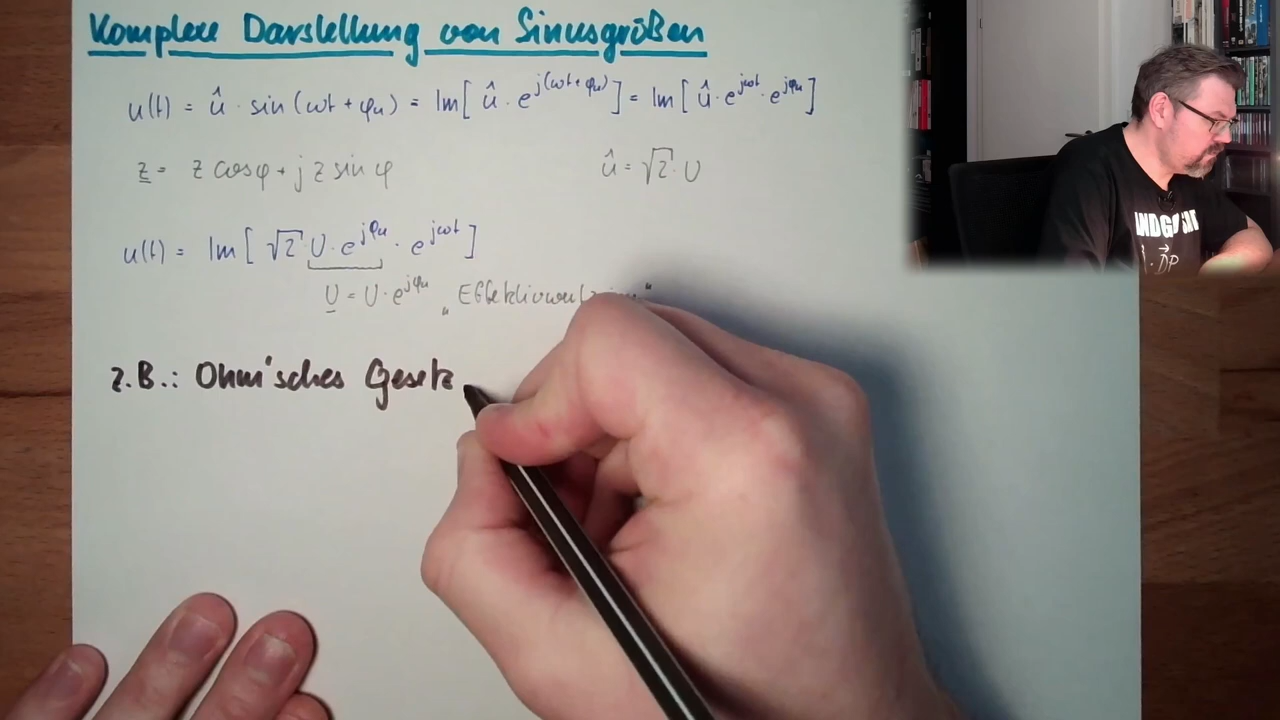 Komplexe Darstellung von Sinusgrößen
u(t) = û · sin(ωt + φu) = Im[ û · e^j(ωt+φu) ] = Im[ û · e^jωt · e^jφu ]
z = z cosφ + j z sin φ
û = √2 · U
u(t) = Im[ √2 U · e^jφu · e^jωt ]
U = U · e^jφu „
z.B.: Ohm'sches Gesetz